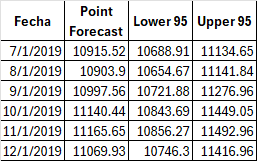 Fecha Point Forecast Lower 95 Upper 95
7/1/2019 10915.52 10688.91 11134.65
8/1/2019 10903.9 10654.67 11141.84
9/1/2019 10997.56 10721.88 11276.96
10/1/2019 11140.44 10843.69 11449.05
11/1/2019 11165.65 10856.27 11492.96
12/1/2019 11069.93 10746.3 11416.96